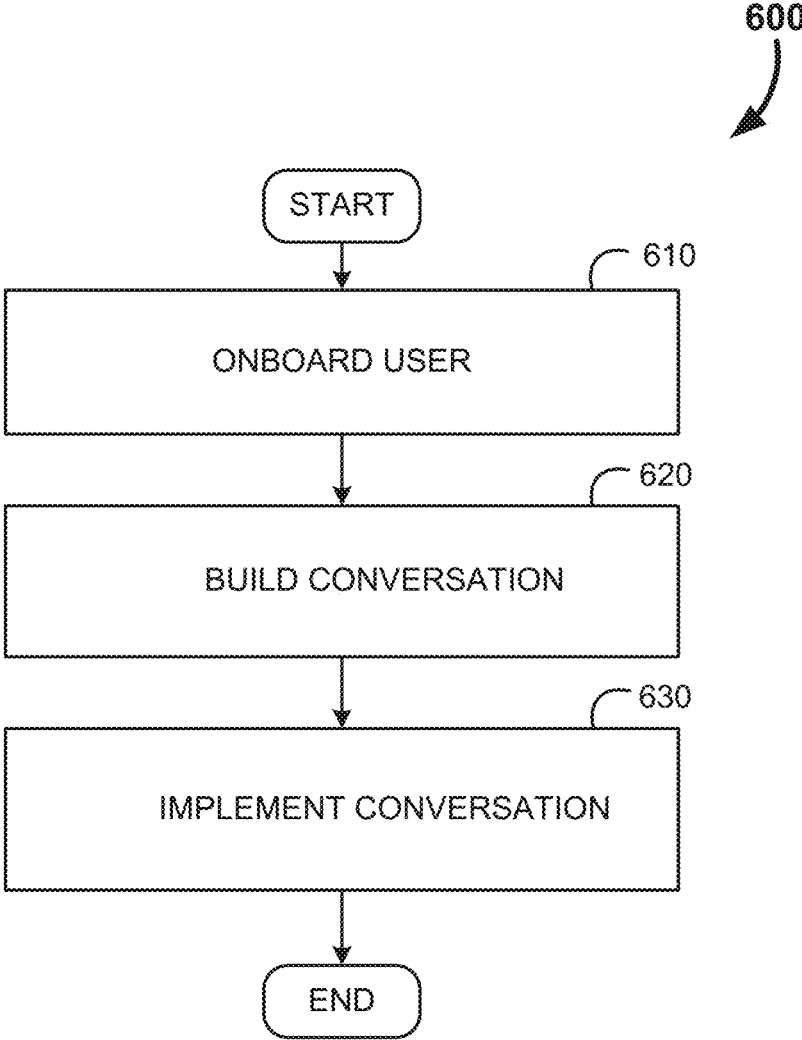 600
START
610
ONBOARD USER
620
BUILD CONVERSATION
630
IMPLEMENT CONVERSATION
END